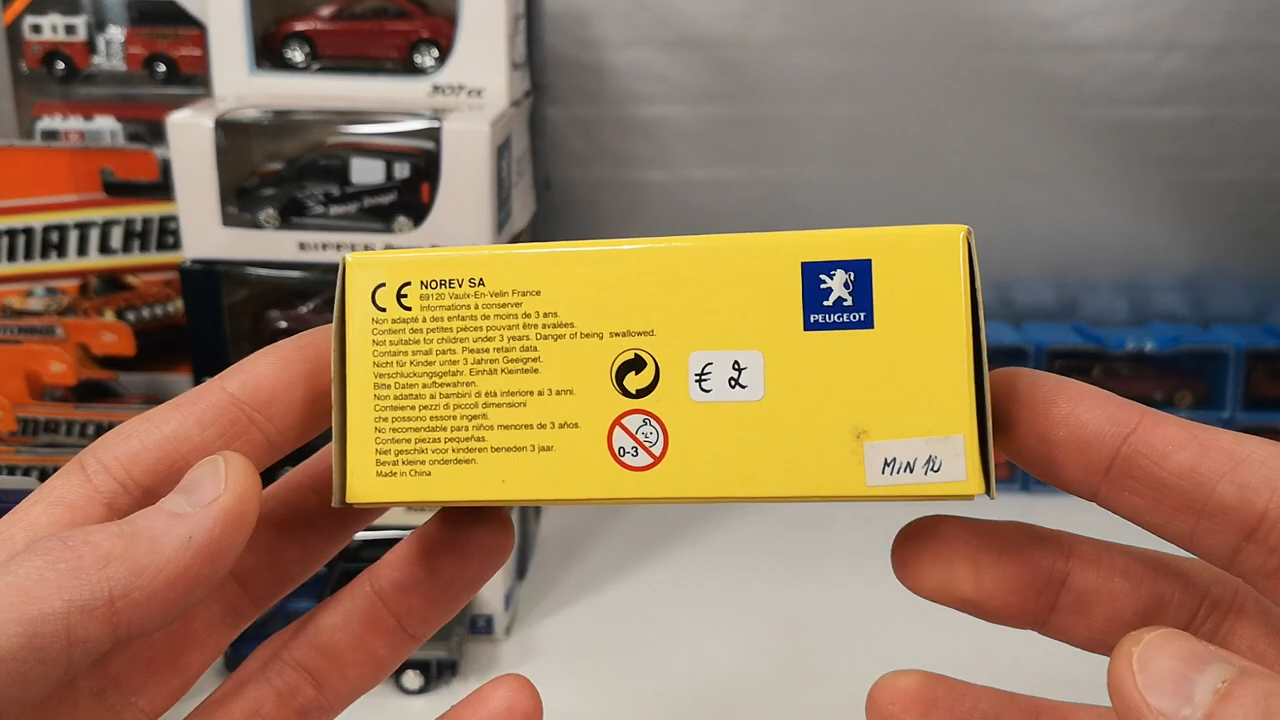 307cc
MATCHB
BIPPER
NOREV SA
69120 Vaulx-En-Velin France
Informations à conserver
Non adapté à des enfants de moins de 3 ans.
Contient des petites pièces pouvant être avalées.
Not suitable for children under 3 years. Danger of being swallowed.
Contains small parts. Please retain data.
Nicht für Kinder unter 3 Jahren Geeignet.
Verschluckungsgefahr. Einhält Kleinteile.
Bitte Daten aufbewahren.
Non adattato ai bambini di età inferiore ai 3 anni.
Conteiene pezzi di piccoli dimensioni
che possono essore ingeriti.
No recomendable para niños menores de 3 años.
Contiene piezas pequeñas.
Niet geschikt voor kinderen beneden 3 jaar.
Bevat kleine onderdeien.
Made in China
0-3
€ 2
PEUGEOT
MIN 10
MATCHBOX
MATCHB